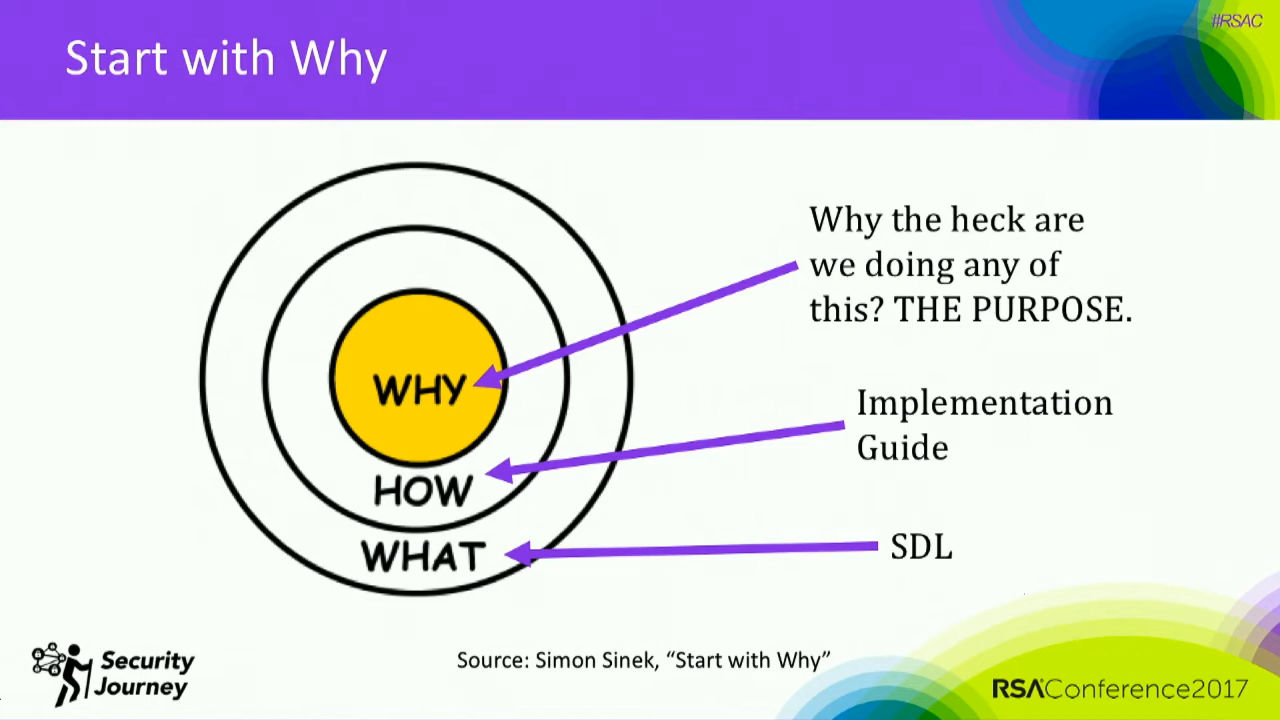 #RSAC
Start with Why
Why the heck are
we doing any of
this? THE PURPOSE.
WHY
Implementation
Guide
HOW
WHAT
SDL
Security
Journey
Source: Simon Sinek, “Start with Why”
RSAConference2017